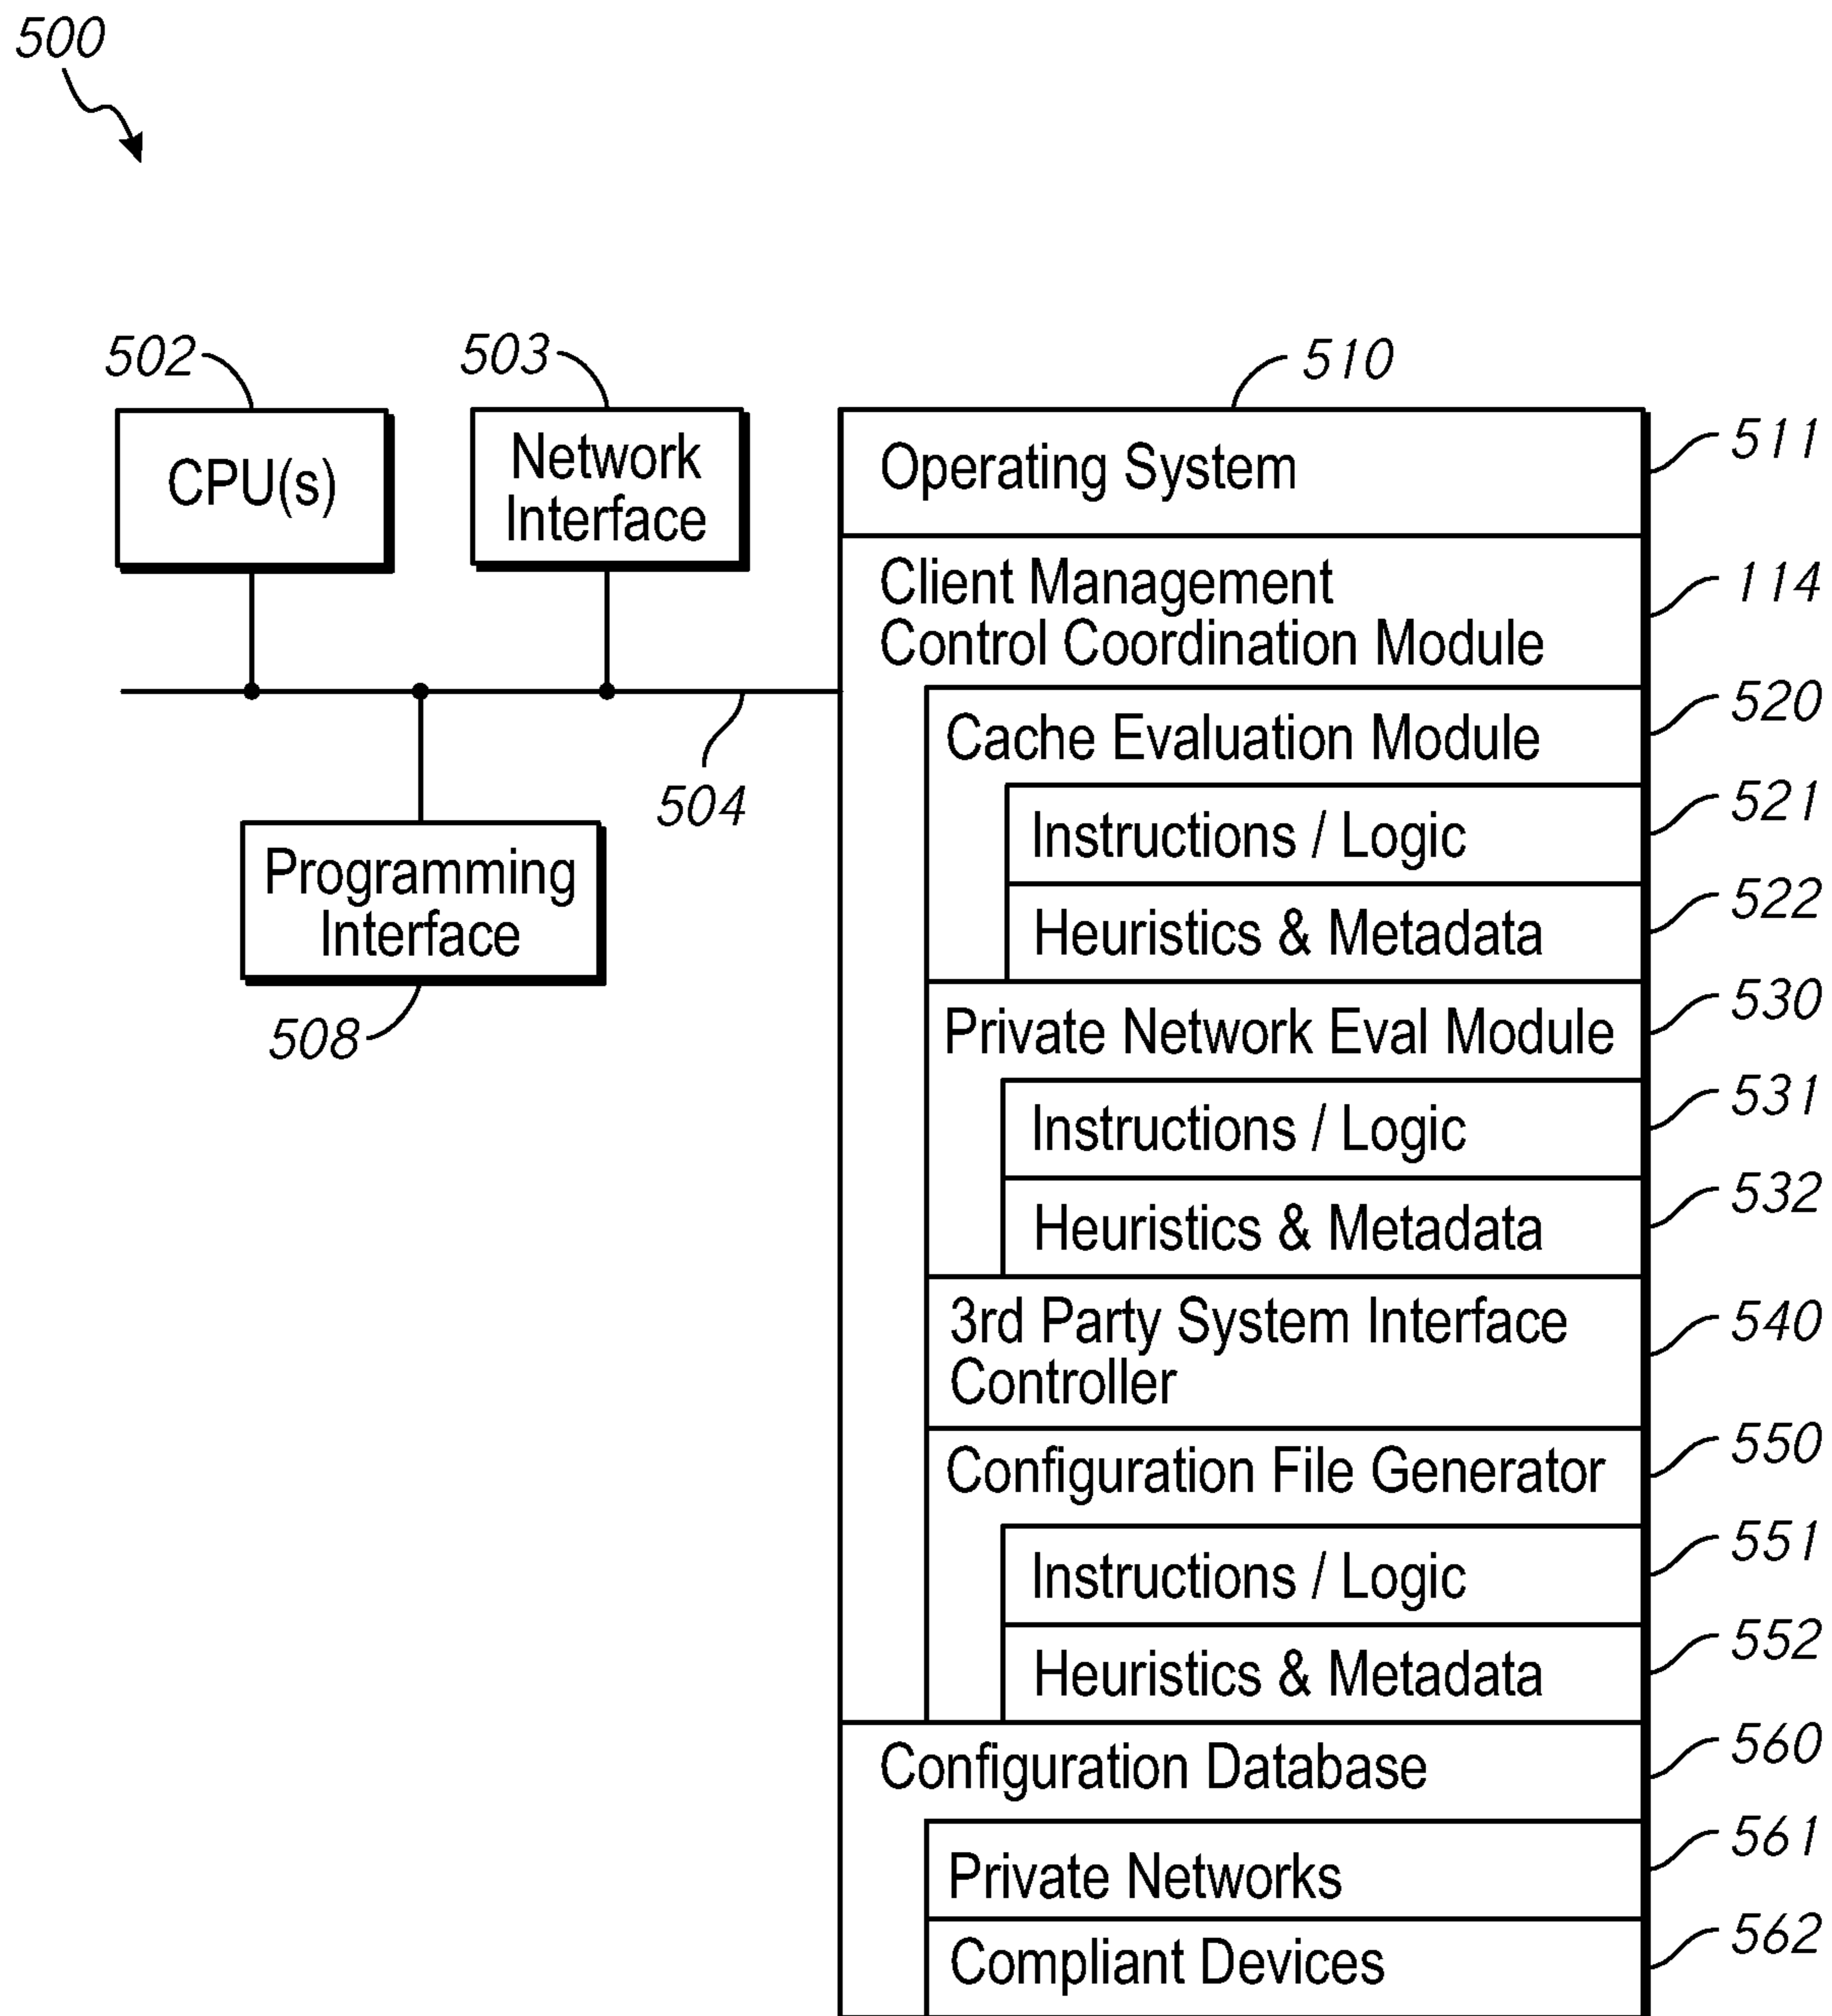 500
502
503
510
CPU(s)
Network
Interface
Operating System
511
Client Management
Control Coordination Module
114
504
Cache Evaluation Module
520
Instructions / Logic
521
Programming
Interface
508
Heuristics & Metadata
522
Private Network Eval Module
530
Instructions / Logic
531
Heuristics & Metadata
532
3rd Party System Interface
Controller
540
Configuration File Generator
550
Instructions / Logic
551
Heuristics & Metadata
552
Configuration Database
560
Private Networks
561
Compliant Devices
562